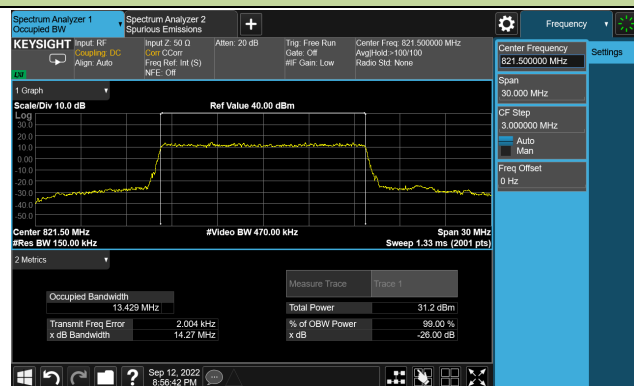 Spectrum Analyzer 1
Occupied BW
Spectrum Analyzer 2
Spurious Emissions
+
Frequency
KEYSIGHT
Input: RF
Coupling: DC
Align: Auto
Input Z: 50 Ω
Corr CCorr
Freq Ref: Int (S)
NFE: Off
Atten: 20 dB
Trig: Free Run
Gate: Off
#IF Gain: Low
Center Freq: 821.500000 MHz
Avg|Hold:>100/100
Radio Std: None
LXI
Center Frequency
821.500000 MHz
Settings
Span
30.000 MHz
CF Step
3.000000 MHz
Auto
Man
Freq Offset
0 Hz
1 Graph
Scale/Div 10.0 dB
Ref Value 40.00 dBm
Log
30.0
20.0
10.0
0.00
-10.0
-20.0
-30.0
-40.0
-50.0
Center 821.50 MHz
#Video BW 470.00 kHz
Span 30 MHz
#Res BW 150.00 kHz
Sweep 1.33 ms (2001 pts)
2 Metrics
Measure Trace
Trace 1
Occupied Bandwidth
13.429 MHz
Total Power
31.2 dBm
Transmit Freq Error
2.004 kHz
% of OBW Power
99.00 %
x dB Bandwidth
14.27 MHz
x dB
-26.00 dB
?
Sep 12, 2022
8:56:42 PM